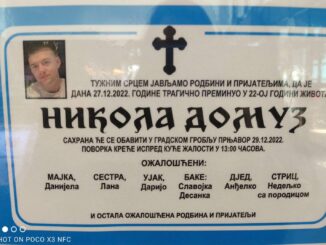 ТУЖНИМ СРЦЕМ ЈАВЉАМО РОДБИНИ И ПРИЈАТЕЉИМА, ДА ЈЕ
ДАНА 27.12.2022. ГОДИНЕ ТРАГИЧНО ПРЕМИНУО У 22-ОЈ ГОДИНИ ЖИВОТА
НИКОЛА ДОМУЗ
САХРАНА ЋЕ СЕ ОБАВИТИ У ГРАДСКОМ ГРОБЉУ ПРЊАВОР 29.12.2022.
ПОВОРКА КРЕЋЕ ИСПРЕД КУЋЕ ЖАЛОСТИ У 13:00 ЧАСОВА.
ОЖАЛОШЋЕНИ:
МАЈКА, СЕСТРА, УЈАК, БАКЕ: ДЈЕД, СТРИЦ,
Данијела Лана Даријо Славојка Анђелко Недељко
Десанка са породицом
И ОСТАЛА ОЖАЛОШЋЕНА РОДБИНА И ПРИЈАТЕЉИ
SHOT ON POCO X3 NFC